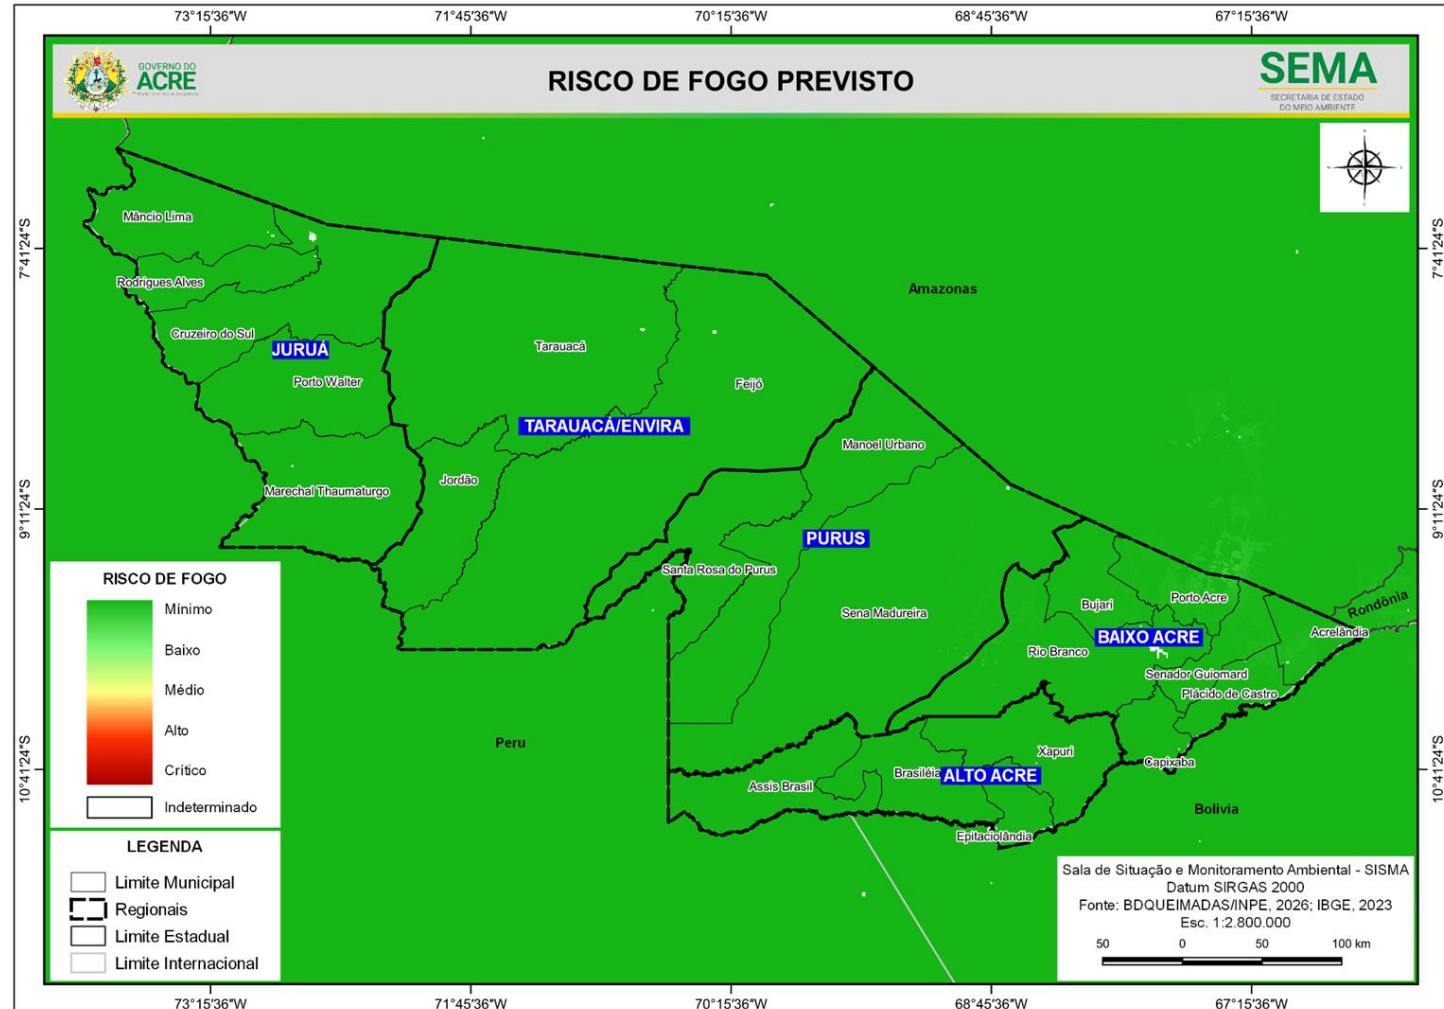 73°15'36"W 71°45'36"W 70°15'36"W 68°45'36"W 67°15'36"W
GOVERNO DO
ACRE
RISCO DE FOGO PREVISTO
SEMA
SECRETARIA DE ESTADO
DO MEIO AMBIENTE
Mâncio Lima
7°41'24"S
7°41'24"S
Rodrigues Alves
Amazonas
Cruzeiro do Sul
JURUÁ
Tarauacá
Porto Walter
Feijó
TARAUACÁ/ENVIRA
Manoel Urbano
Jordão
Marechal Thaumaturgo
9°11'24"S
9°11'24"S
PURUS
Santa Rosa do Purus
Sena Madureira
Bujari
Porto Acre
Rondônia
BAIXO ACRE
Acrelândia
Rio Branco
Senador Guiomard
Plácido de Castro
Peru
Xapuri
Capixaba
Brasiléia
ALTO ACRE
Assis Brasil
10°41'24"S
10°41'24"S
Bolivia
Epitaciolândia
RISCO DE FOGO
Mínimo
Baixo
Médio
Alto
Crítico
Indeterminado
LEGENDA
Limite Municipal
Regionais
Limite Estadual
Limite Internacional
Sala de Situação e Monitoramento Ambiental - SISMA
Datum SIRGAS 2000
Fonte: BDQUEIMADAS/INPE, 2026; IBGE, 2023
Esc. 1:2.800.000
50 0 50 100 km
73°15'36"W 71°45'36"W 70°15'36"W 68°45'36"W 67°15'36"W